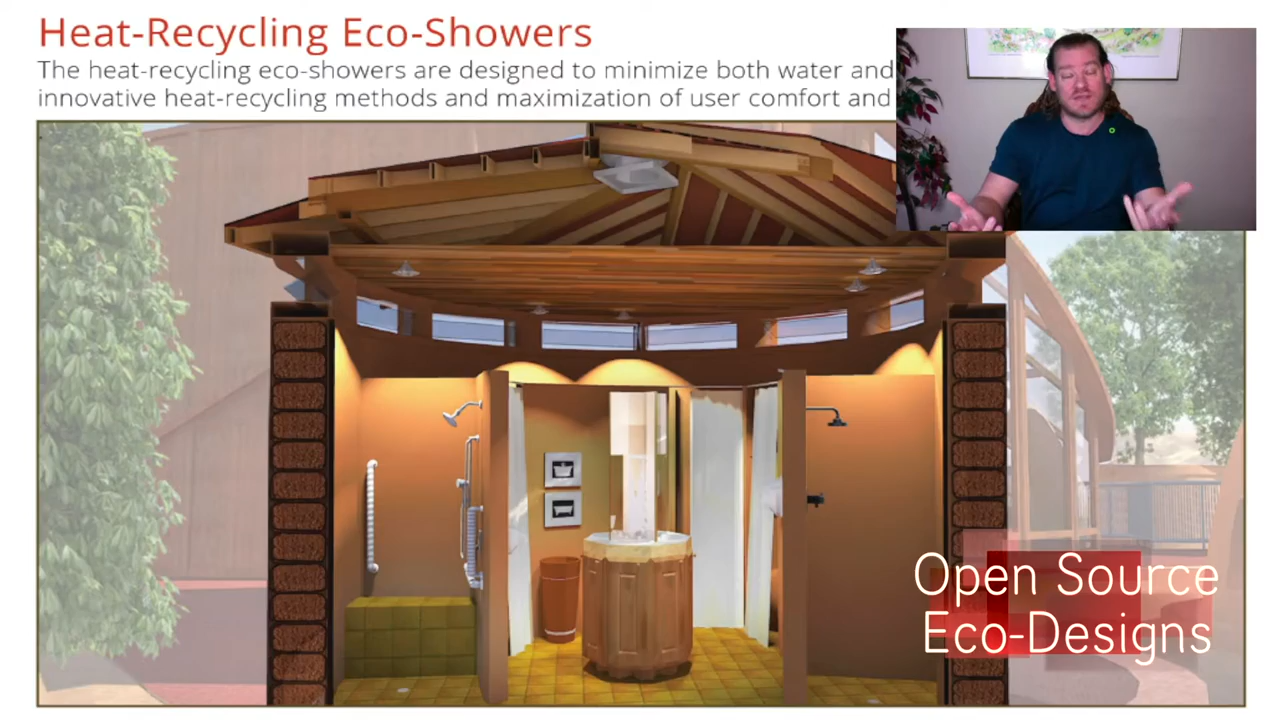 Heat-Recycling Eco-Showers
The heat-recycling eco-showers are designed to minimize both water and
innovative heat-recycling methods and maximization of user comfort and
Open Source
Eco-Designs